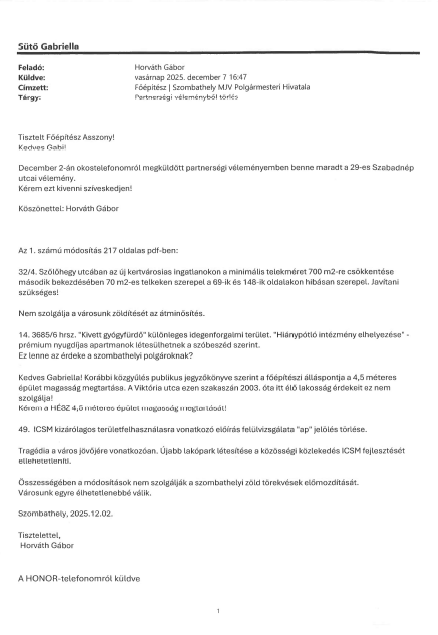 Sütő Gabriella
Feladó: Horváth Gábor
Küldve: vasárnap 2025. december 7 16:47
Címzett: Főépítész | Szombathely MJV Polgármesteri Hivatala
Tárgy: Partnerségi véleményből törlés
Tisztelt Főépítész Asszony!
Kedves Gabi!
December 2-án okostelefonomról megküldött partnerségi véleményemben benne maradt a 29-es Szabadnép
utcai vélemény.
Kérem ezt kivenni szíveskedjen!
Köszönettel: Horváth Gábor
Az 1. számú módosítás 217 oldalas pdf-ben:
32/4. Szőlőhegy utcában az új kertvárosias ingatlanokon a minimális telekméret 700 m2-re csökkentése
második bekezdésében 70 m2-es telkeken szerepel a 69-ik és 148-ik oldalakon hibásan szerepel. Javítani
szükséges!
Nem szolgálja a városunk zöldítését az átminősítés.
14. 3685/6 hrsz. "Kivett gyógyfürdő" különleges idegenforgalmi terület. "Hiánypótló intézmény elhelyezése" -
prémium nyugdíjas apartmanok létesülhetnek a szóbeszéd szerint.
Ez lenne az érdeke a szombathelyi polgároknak?
Kedves Gabriella! Korábbi közgyűlés publikus jegyzőkönyve szerint a főépítészi álláspontja a 4,5 méteres
épület magasság megtartása. A Viktória utca ezen szakaszán 2003. óta itt élő lakosság érdekeit ez nem
szolgálja!
Kérem a HÉSZ 4,5 méteres épület magasság megtartását!
49. ICSM kizárólagos területfelhasználásra vonatkozó előírás felülvizsgálata "ap" jelölés törlése.
Tragédia a város jövőjére vonatkozóan. Újabb lakópark létesítése a közösségi közlekedés ICSM fejlesztését
ellehetetleníti.
Összességében a módosítások nem szolgálják a szombathelyi zöld törekvések előmozdítását.
Városunk egyre élhetetlenebbé válik.
Szombathely, 2025.12.02.
Tisztelettel,
Horváth Gábor
A HONOR-telefonomról küldve
1